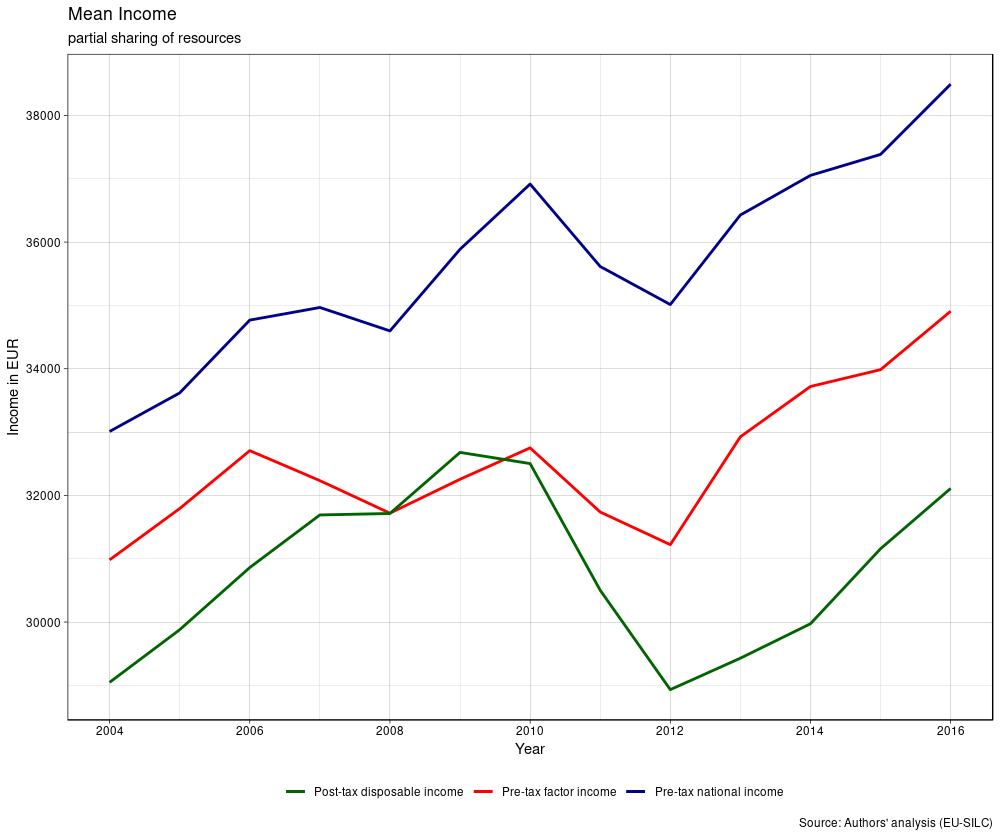 Mean Income
partial sharing of resources
38000
36000
34000
32000
30000
Income in EUR
2004 2006 2008 2010 2012 2014 2016
Year
Post-tax disposable income Pre-tax factor income Pre-tax national income
Source: Authors' analysis (EU-SILC)